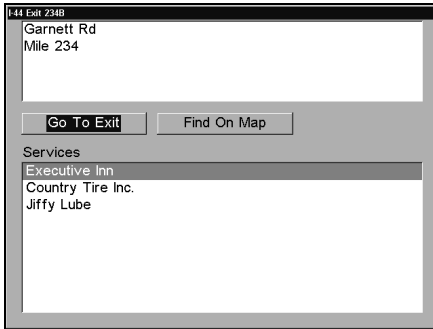 I-44 Exit 234B
Garnett Rd
Mile 234
Go To Exit
Find On Map
Services
Executive Inn
Country Tire Inc.
Jiffy Lube